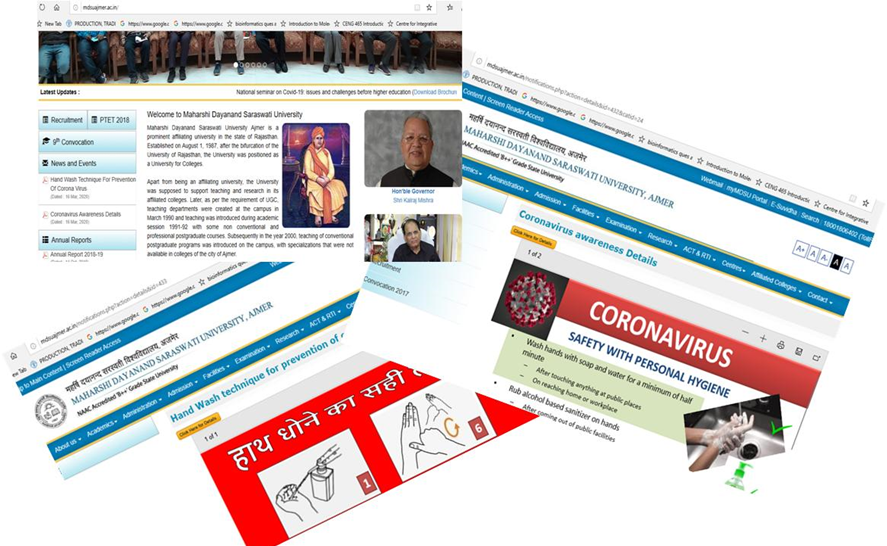 mdsuajmer.ac.in/
New Tab
PRODUCTION, TRADI
https://www.google.c
https://www.google.c
bioinformatics ques a
Introduction to Mole
CENG 465 Introductic
Centre for Integrative
Latest Updates :
National seminar on Covid-19: issues and challenges before higher education (Download Brochun
Recruitment
PTET 2018
9th Convocation
News and Events
Hand Wash Technique For Prevention
Of Corona Virus
(Dated : 16 Mar, 2020)
Coronavirus Awareness Details
(Dated : 16 Mar, 2020)
Annual Reports
Annual Report 2018-19
Welcome to Maharshi Dayanand Saraswati University
Maharshi Dayanand Saraswati University Ajmer is a
prominent affiliating university in the state of Rajasthan.
Established on August 1, 1987, after the bifurcation of
the University of Rajasthan, the University was positioned as
a University for Colleges.
Apart from being an affiliating university, the University
was supposed to support teaching and research in its
affiliated colleges. Later, as per the requirement of UGC,
teaching departments were created at the campus in
March 1990 and teaching was introduced during academic
session 1991-92 with some non conventional and
professional postgraduate courses. Subsequently in the year 2000, teaching of conventional
postgraduate programs was introduced on the campus, with specializations that were not
available in colleges of the city of Ajmer.
Hon'ble Governor
Shri Kalraj Mishra
mdsuajmer.ac.in/notifications.php?action=details&id=432&catid=24
PRODUCTION, TRADI
https://www.google.c
https://www.google.c
bioinformatics ques a
Introduction to Mole
CENG 465 Introductic
Centre for Integrative
Content | Screen Reader Access
Webmail : myMDSU Portal : E-Suvidha : Search : 18001806402
महर्षि दयानन्द सरस्वती विश्वविद्यालय, अजमेर
MAHARSHI DAYANAND SARASWATI UNIVERSITY, AJMER
NAAC Accredited 'B++' Grade State University
Administration
Admission
Facilities
Examination
Research
ACT & RTI
Centres
Affiliated Colleges
Contact
A+ A A- A A
Coronavirus awareness Details
Click Here for Details
1 of 2
CORONAVIRUS
SAFETY WITH PERSONAL HYGIENE
• Wash hands with soap and water for a minimum of half
minute
– After touching anything at public places
– On reaching home or workplace
• Rub alcohol based sanitizer on hands
– After coming out of public facilities
cruitment
Convocation 2017
mdsuajmer.ac.in/notifications.php?action=details&id=433
PRODUCTION, TRADI
https://www.google.c
https://www.google.c
bioinformatics ques a
p to Main Content | Screen Reader Access
महर्षि दयानन्द सरस्वती विश्वविद्यालय, अजमेर
MAHARSHI DAYANAND SARASWATI UNIVERSITY, AJMER
NAAC Accredited 'B++' Grade State University
About us
Academics
Administration
Admission
Facilities
Examination
Research
ACT & RTI
Hand Wash technique for prevention of
Click Here for Details
1 of 1
हाथ धोने का सही
1
6